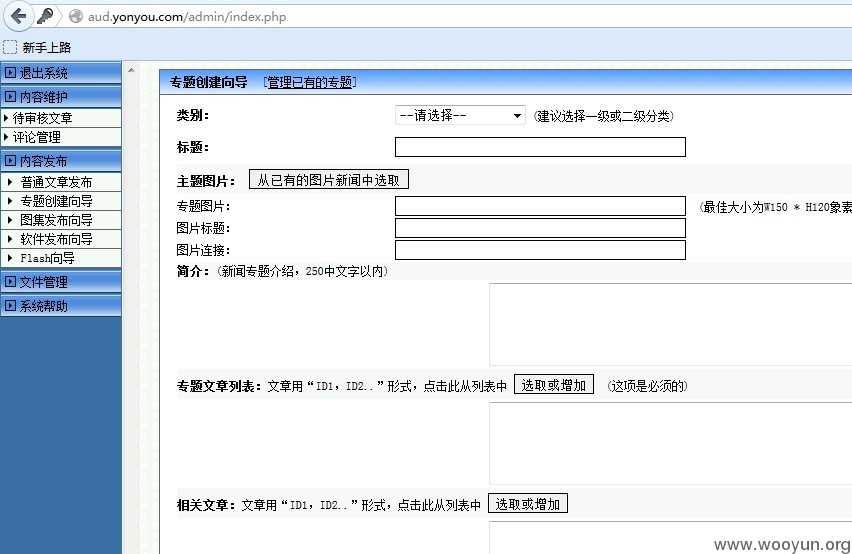 aud.yonyou.com/admin/index.php
新手上路
退出系统
内容维护
待审核文章
评论管理
内容发布
普通文章发布
专题创建向导
图集发布向导
软件发布向导
Flash向导
文件管理
系统帮助
专题创建向导 [管理已有的专题]
类别: --请选择-- (建议选择一级或二级分类)
标题:
主题图片: 从已有的图片新闻中选取
专题图片: (最佳大小为W150 * H120象素
图片标题:
图片连接:
简介:(新闻专题介绍,250中文字以内)
专题文章列表:文章用“ID1,ID2..”形式,点击此从列表中 选取或增加 (这项是必须的)
相关文章:文章用“ID1,ID2..”形式,点击此从列表中 选取或增加
www.wooyun.org